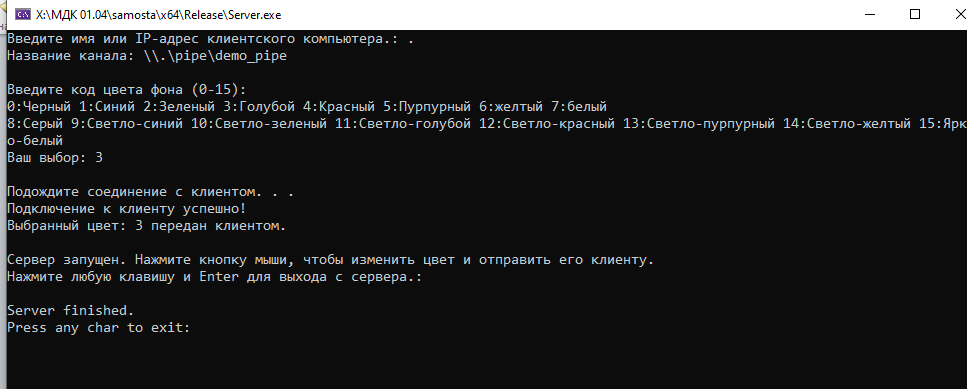 X:\МДК 01.04\samosta\x64\Release\Server.exe
Введите имя или IP-адрес клиентского компьютера.: .
Название канала: \\.\pipe\demo_pipe
Введите код цвета фона (0-15):
0:Черный 1:Синий 2:Зеленый 3:Голубой 4:Красный 5:Пурпурный 6:желтый 7:белый
8:Серый 9:Светло-синий 10:Светло-зеленый 11:Светло-голубой 12:Светло-красный 13:Светло-пурпурный 14:Светло-желтый 15:Ярк
о-белый
Ваш выбор: 3
Подождите соединение с клиентом. . .
Подключение к клиенту успешно!
Выбранный цвет: 3 передан клиентом.
Сервер запущен. Нажмите кнопку мыши, чтобы изменить цвет и отправить его клиенту.
Нажмите любую клавишу и Enter для выхода с сервера.:
Server finished.
Press any char to exit: